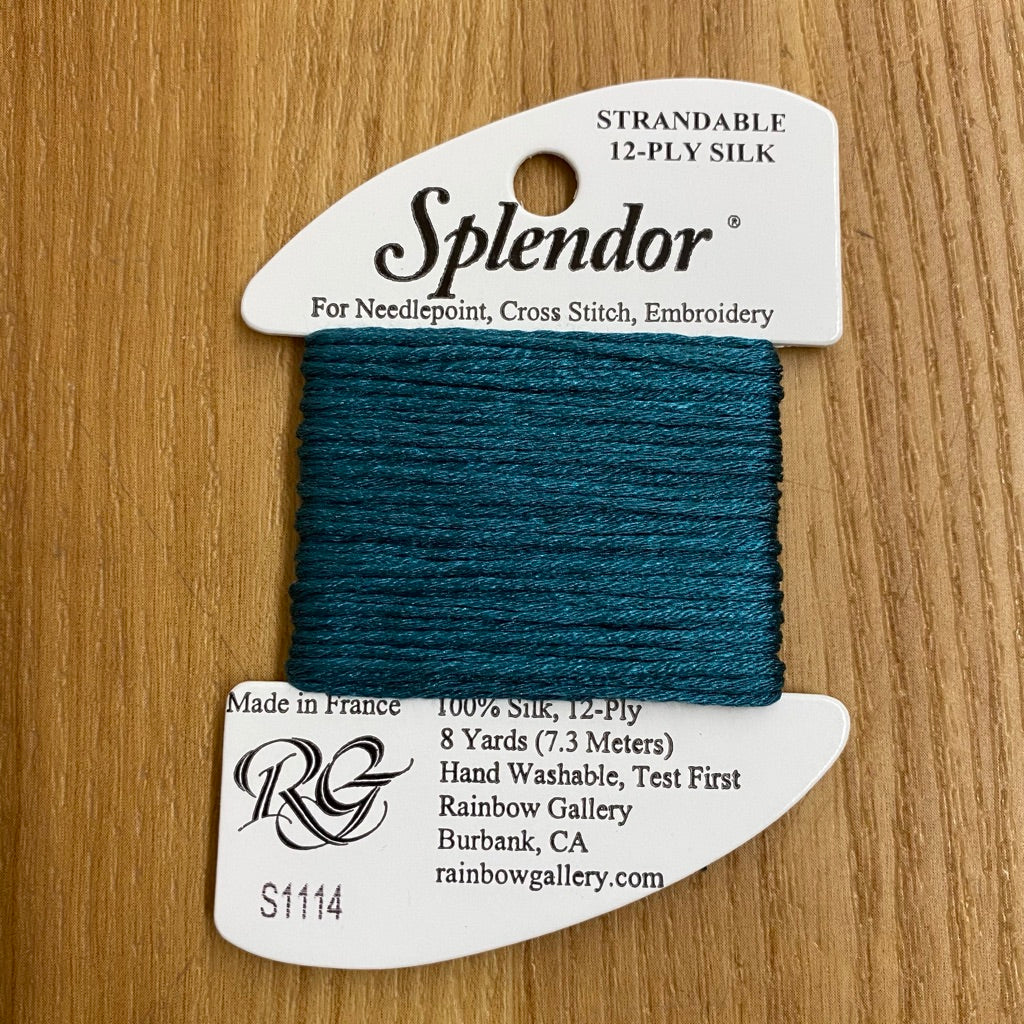 STRANDABLE
12-PLY SILK
Splendor®
For Needlepoint, Cross Stitch, Embroidery
Made in France
RG
S1114
100% Silk, 12-Ply
8 Yards (7.3 Meters)
Hand Washable, Test First
Rainbow Gallery
Burbank, CA
rainbowgallery.com